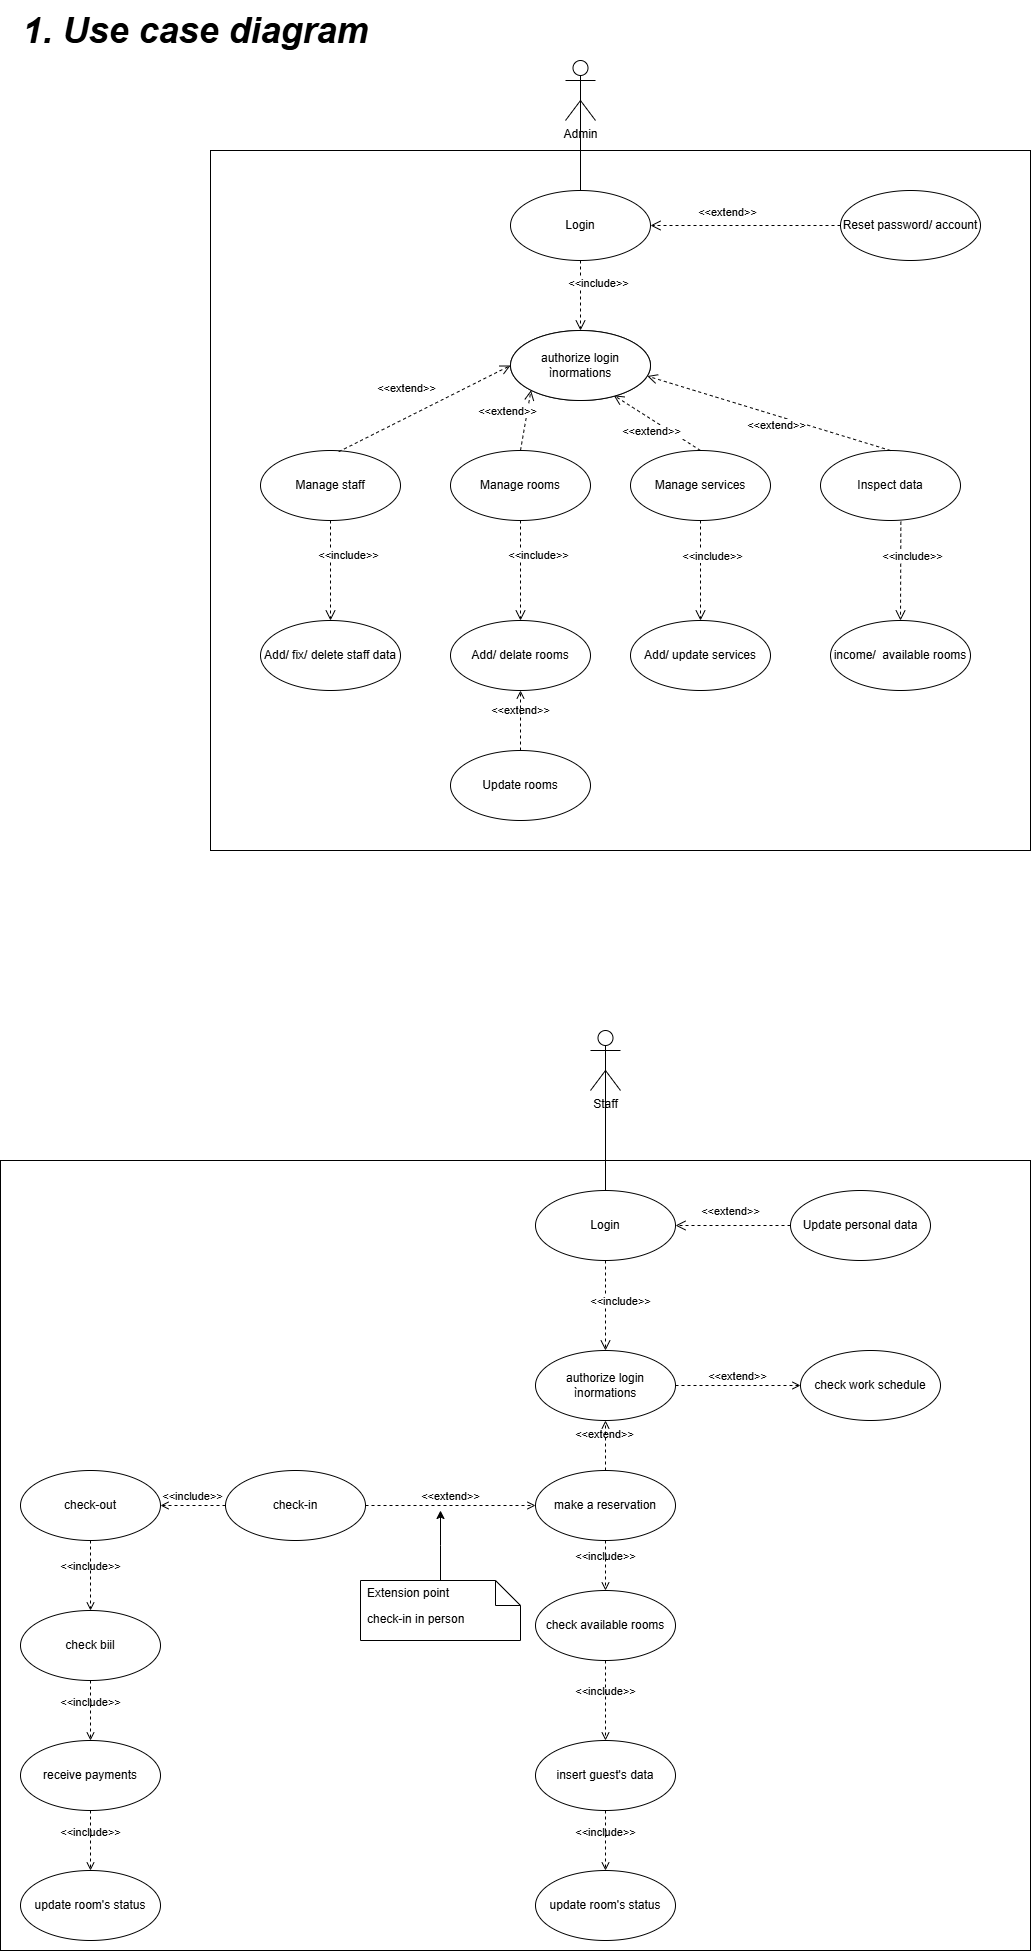 1. Use case diagram
Admin
Login
<<extend>>
Reset password/ account
<<include>>
authorize login
inormations
<<extend>>
<<extend>>
<<extend>>
<<extend>>
Manage staff
Manage rooms
Manage services
Inspect data
<<include>>
<<include>>
<<include>>
<<include>>
Add/ fix/ delete staff data
Add/ delate rooms
Add/ update services
income/  available rooms
<<extend>>
Update rooms
Staff
Login
<<extend>>
Update personal data
<<include>>
authorize login
inormations
<<extend>>
check work schedule
<<extend>>
check-out
<<include>>
check-in
<<extend>>
make a reservation
<<include>>
<<include>>
Extension point
check-in in person
check available rooms
check biil
<<include>>
<<include>>
receive payments
insert guest's data
<<include>>
<<include>>
update room's status
update room's status